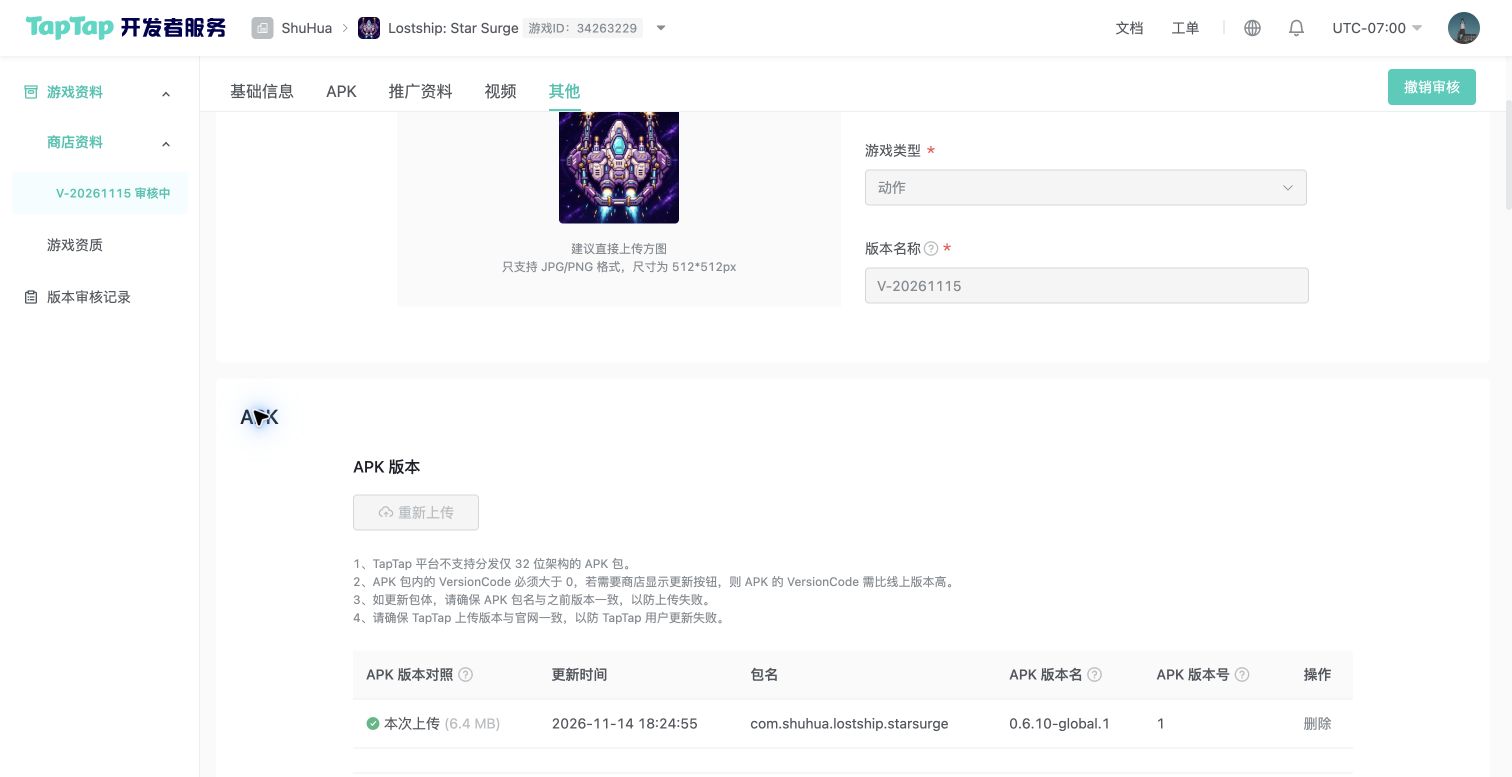 TapTap 开发者服务
ShuHua
Lostship: Star Surge
游戏ID：34263229
文档
工单
UTC-07:00
游戏资料
商店资料
V-20261115 审核中
游戏资质
版本审核记录
基础信息
APK
推广资料
视频
其他
撤销审核
建议直接上传方图
只支持 JPG/PNG 格式，尺寸为 512*512px
游戏类型 *
动作
版本名称 *
V-20261115
APK
APK 版本
重新上传
1、TapTap 平台不支持分发仅 32 位架构的 APK 包。
2、APK 包内的 VersionCode 必须大于 0，若需要商店显示更新按钮，则 APK 的 VersionCode 需比线上版本高。
3、如更新包体，请确保 APK 包名与之前版本一致，以防上传失败。
4、请确保 TapTap 上传版本与官网一致，以防 TapTap 用户更新失败。
APK 版本对照 更新时间 包名 APK 版本名 APK 版本号 操作
本次上传 (6.4 MB) 2026-11-14 18:24:55 com.shuhua.lostship.starsurge 0.6.10-global.1 1 删除